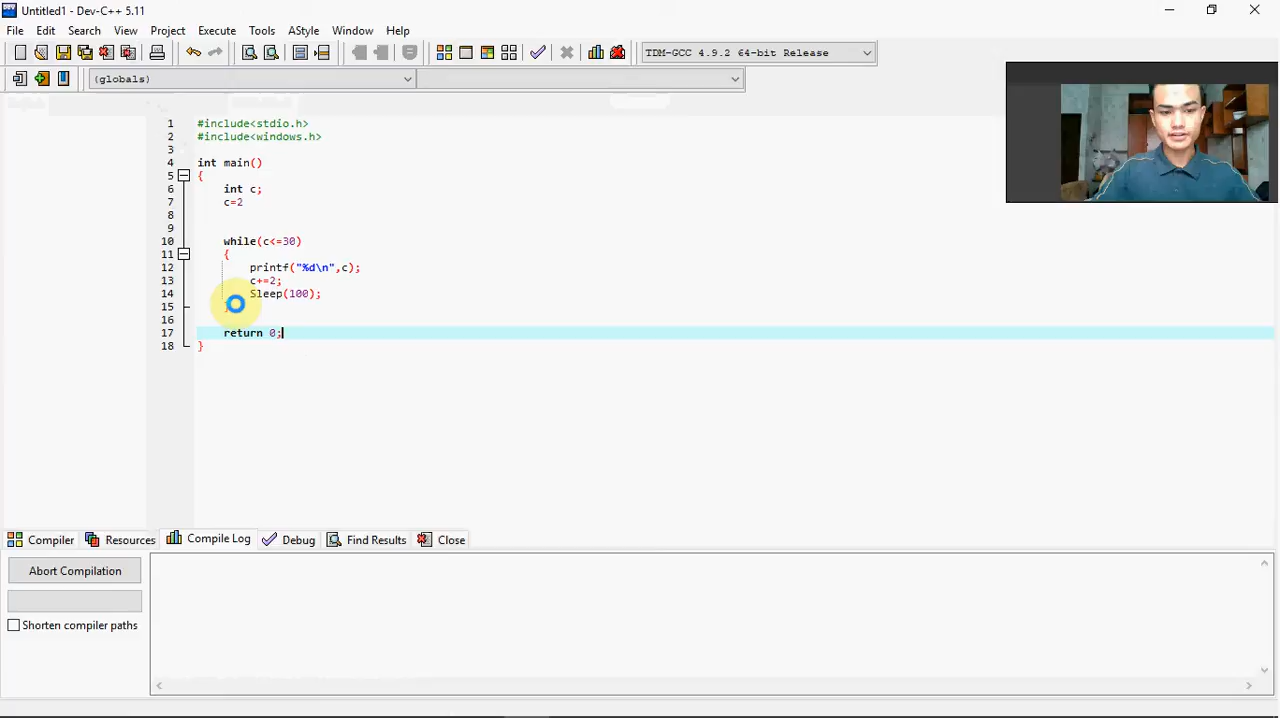 Untitled1 - Dev-C++ 5.11
File Edit Search View Project Execute Tools AStyle Window Help
TDM-GCC 4.9.2 64-bit Release
(globals)
1 #include<stdio.h>
2 #include<windows.h>
3
4 int main()
5 {
6 int c;
7 c=2
8
9
10 while(c<=30)
11 {
12 printf("%d\n",c);
13 c+=2;
14 Sleep(100);
15 }
16
17 return 0;
18 }
Compiler Resources Compile Log Debug Find Results Close
Abort Compilation
Shorten compiler paths